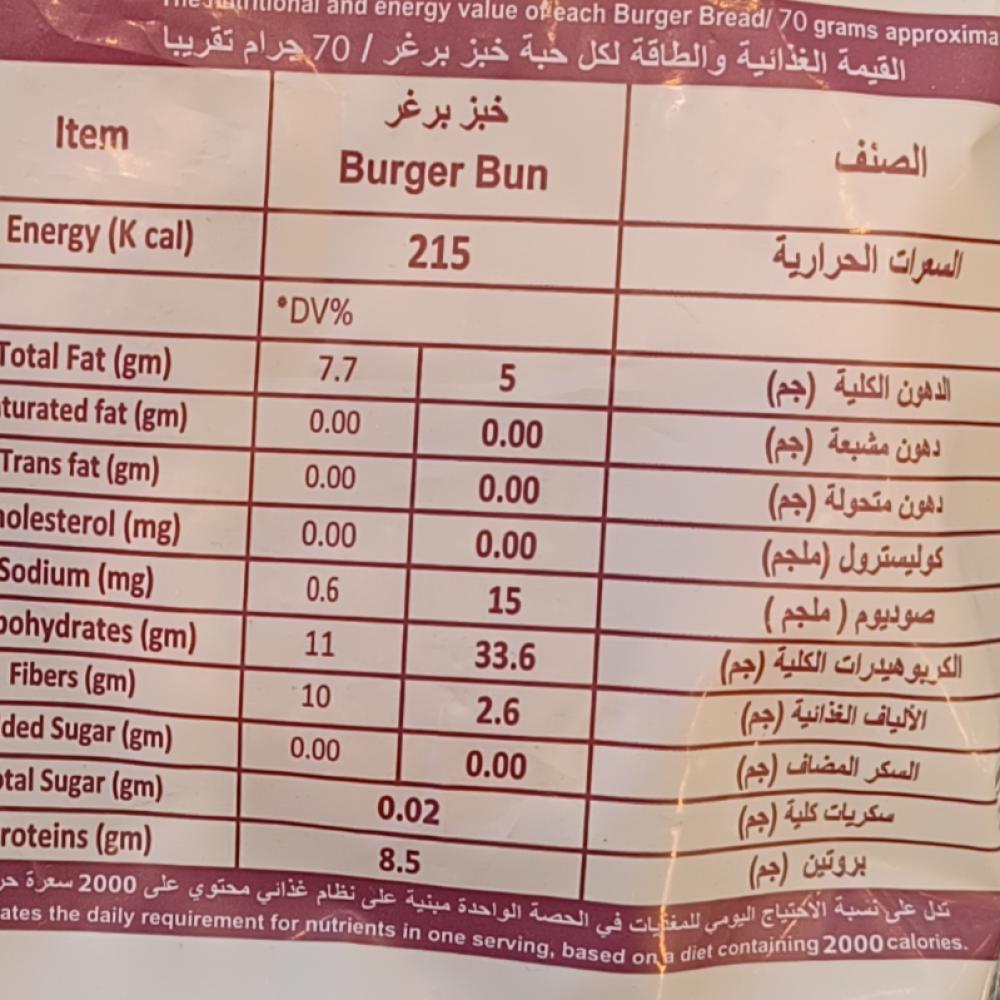 and energy value of each Burger Bread/ 70 grams approxima
القيمة الغذائية والطاقة لكل حبة خبز برغر / 70 جرام تقريبا
Item خبز برغر الصنف
Burger Bun
Energy (K cal) 215 السعرات الحرارية
*DV%
Total Fat (gm) 7.7 5 الدهون الكلية (جم)
turated fat (gm) 0.00 0.00 دهون مشبعة (جم)
Trans fat (gm) 0.00 0.00 دهون متحولة (جم)
olesterol (mg) 0.00 0.00 كوليسترول (ملجم)
Sodium (mg) 0.6 15 صوديوم ( ملجم )
bohydrates (gm) 11 33.6 الكربوهيدرات الكلية (جم)
Fibers (gm) 10 2.6 الألياف الغذائية (جم)
ded Sugar (gm) 0.00 0.00 السكر المضاف (جم)
tal Sugar (gm) 0.02 سكريات كلية (جم)
roteins (gm) 8.5 بروتين (جم)
تدل على نسبة الأحتياج اليومي للمغذيات في الحصة الواحدة مبنية على نظام غذائي محتوي على 2000 سعرة حر
ates the daily requirement for nutrients in one serving, based on a diet containing 2000 calories.